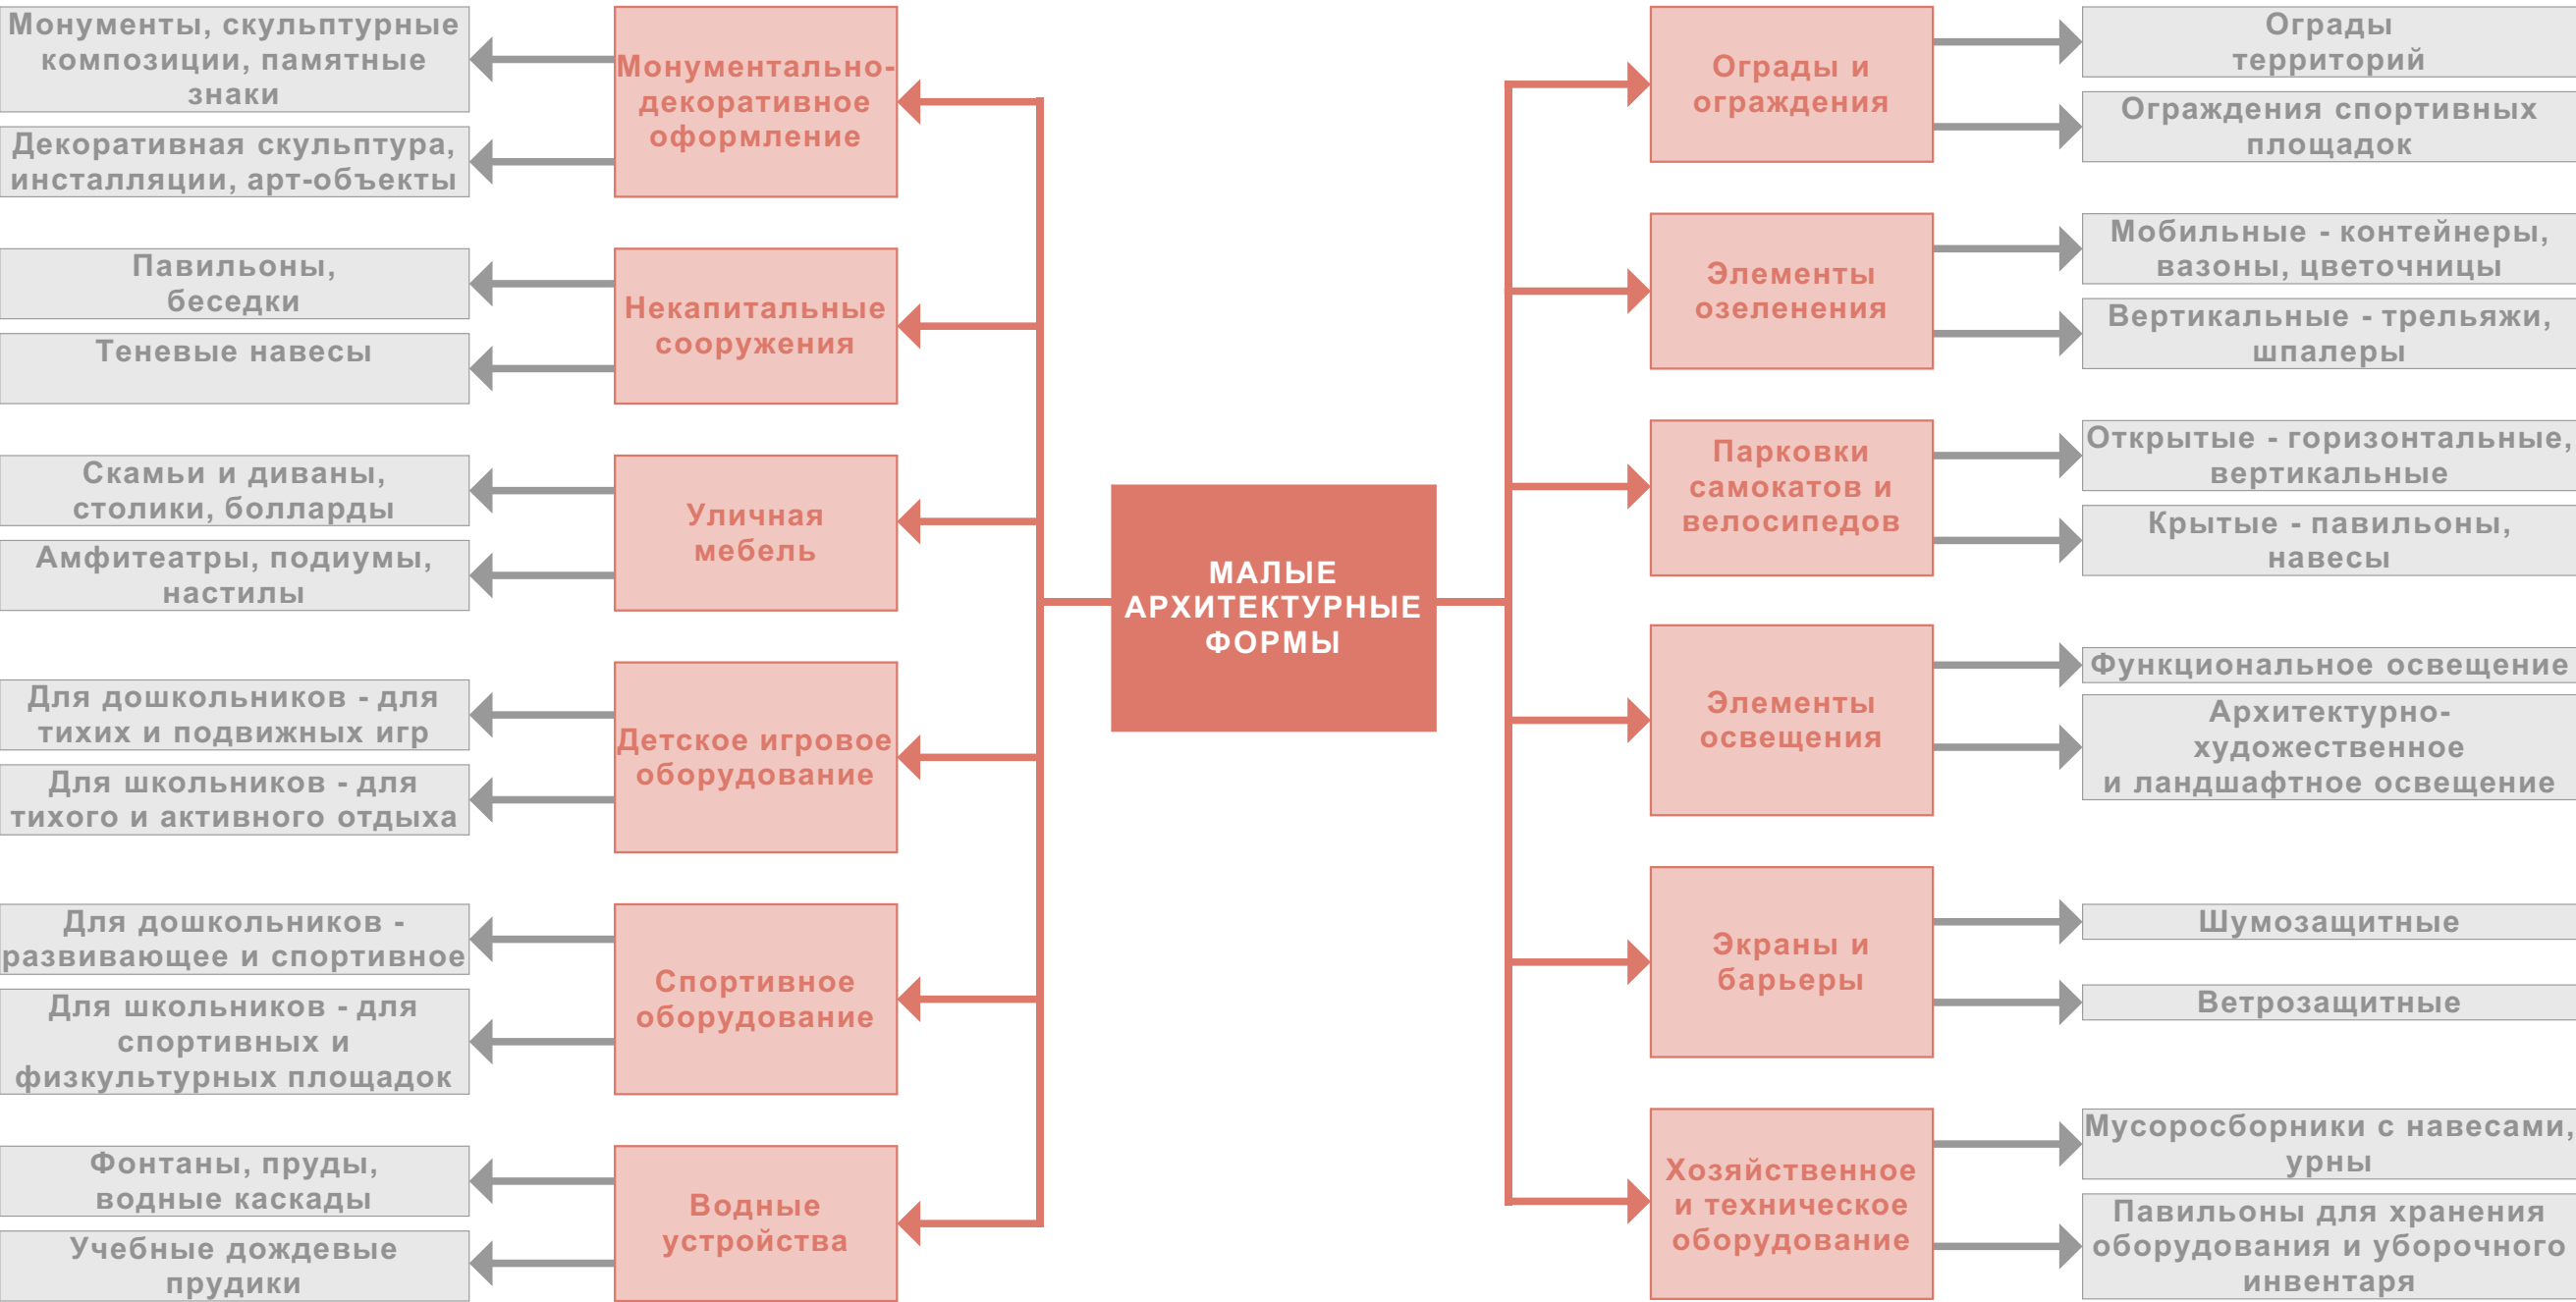 Монументы, скульптурные
композиции, памятные
знаки
Декоративная скульптура,
инсталляции, арт-объекты
Монументально-
декоративное
оформление
Павильоны,
беседки
Теневые навесы
Некапитальные
сооружения
Скамьи и диваны,
столики, болларды
Амфитеатры, подиумы,
настилы
Уличная
мебель
Для дошкольников - для
тихих и подвижных игр
Для школьников - для
тихого и активного отдыха
Детское игровое
оборудование
Для дошкольников -
развивающее и спортивное
Для школьников - для
спортивных и
физкультурных площадок
Спортивное
оборудование
Фонтаны, пруды,
водные каскады
Учебные дождевые
прудики
Водные
устройства
МАЛЫЕ
АРХИТЕКТУРНЫЕ
ФОРМЫ
Ограды и
ограждения
Ограды
территорий
Ограждения спортивных
площадок
Элементы
озеленения
Мобильные - контейнеры,
вазоны, цветочницы
Вертикальные - трельяжи,
шпалеры
Парковки
самокатов и
велосипедов
Открытые - горизонтальные,
вертикальные
Крытые - павильоны,
навесы
Элементы
освещения
Функциональное освещение
Архитектурно-
художественное
и ландшафтное освещение
Экраны и
барьеры
Шумозащитные
Ветрозащитные
Хозяйственное
и техническое
оборудование
Мусоросборники с навесами,
урны
Павильоны для хранения
оборудования и уборочного
инвентаря